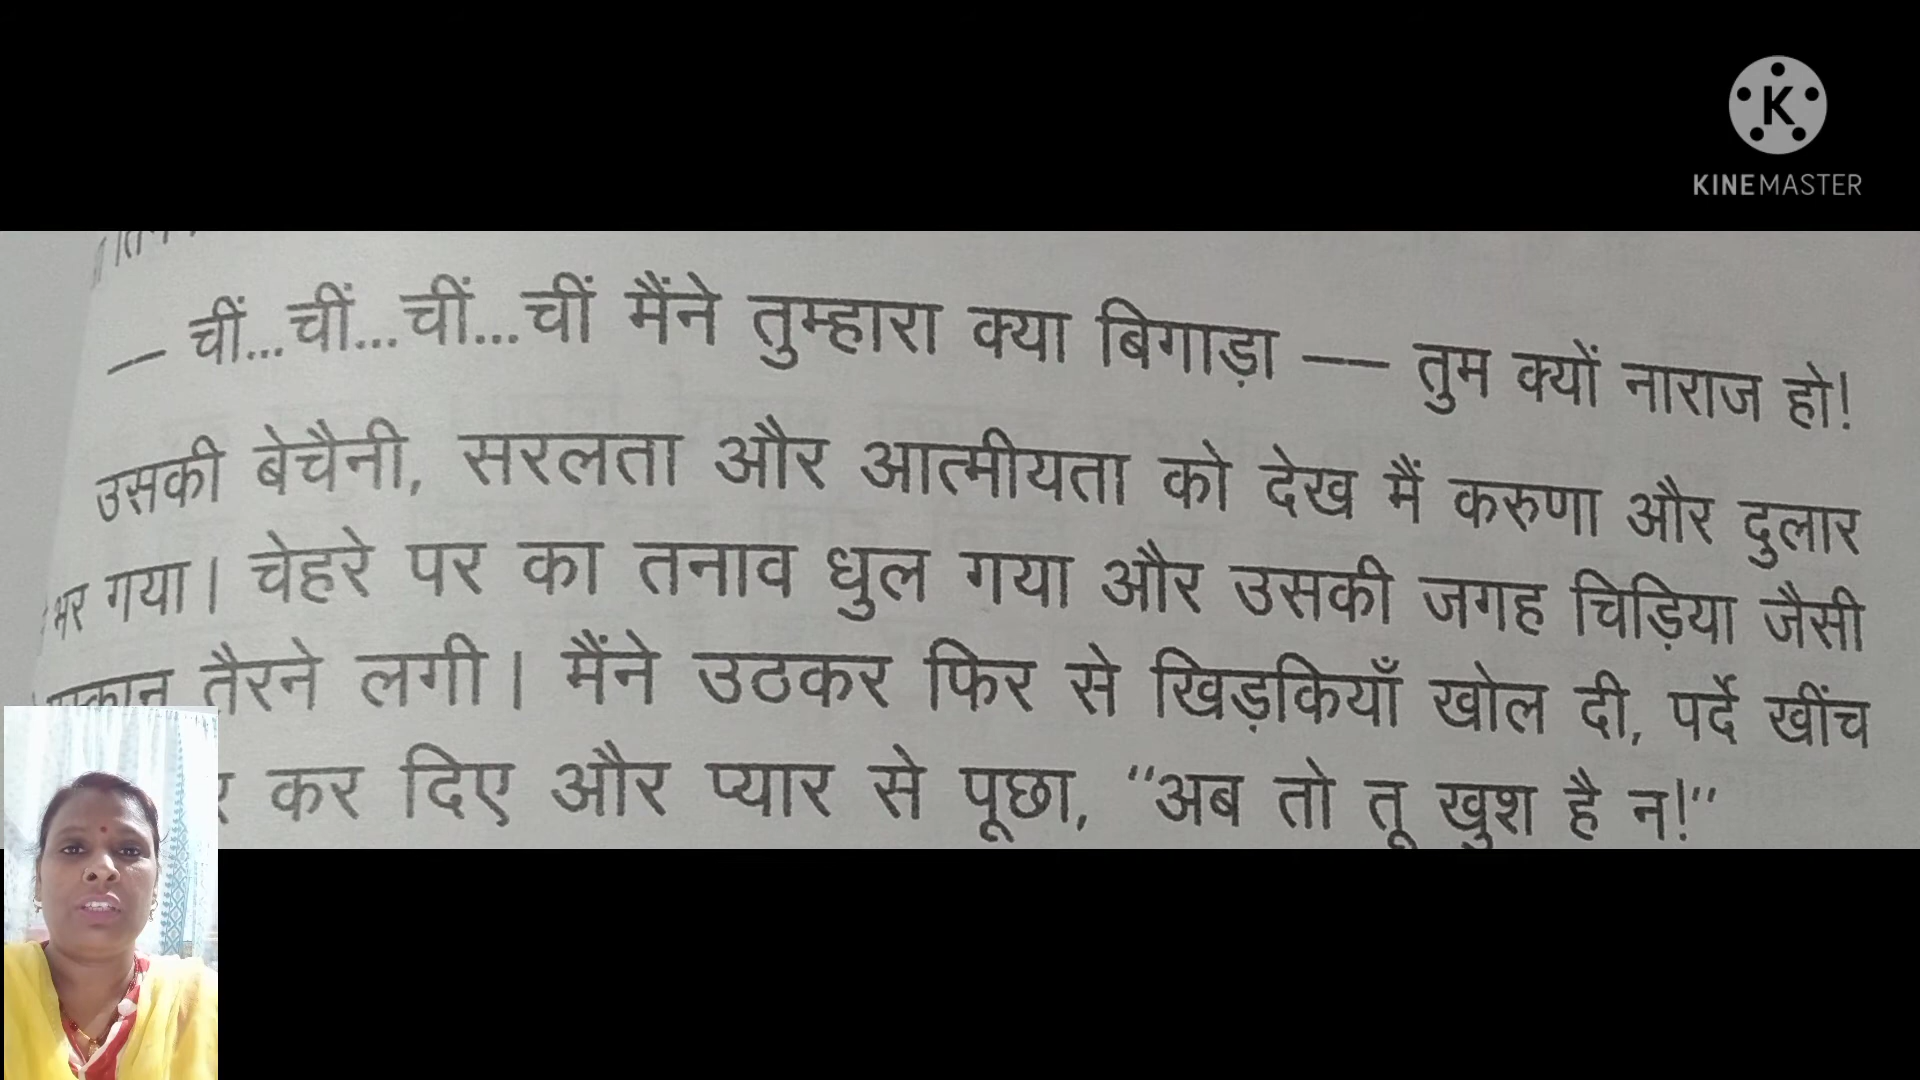 K
KINEMASTER
— चीं...चीं...चीं...चीं मैंने तुम्हारा क्या बिगाड़ा — तुम क्यों नाराज हो!
उसकी बेचैनी, सरलता और आत्मीयता को देख मैं करुणा और दुलार
भर गया। चेहरे पर का तनाव धुल गया और उसकी जगह चिड़िया जैसी
तैरने लगी। मैंने उठकर फिर से खिड़कियाँ खोल दी, पर्दे खींच
कर दिए और प्यार से पूछा, "अब तो तू खुश है न!"